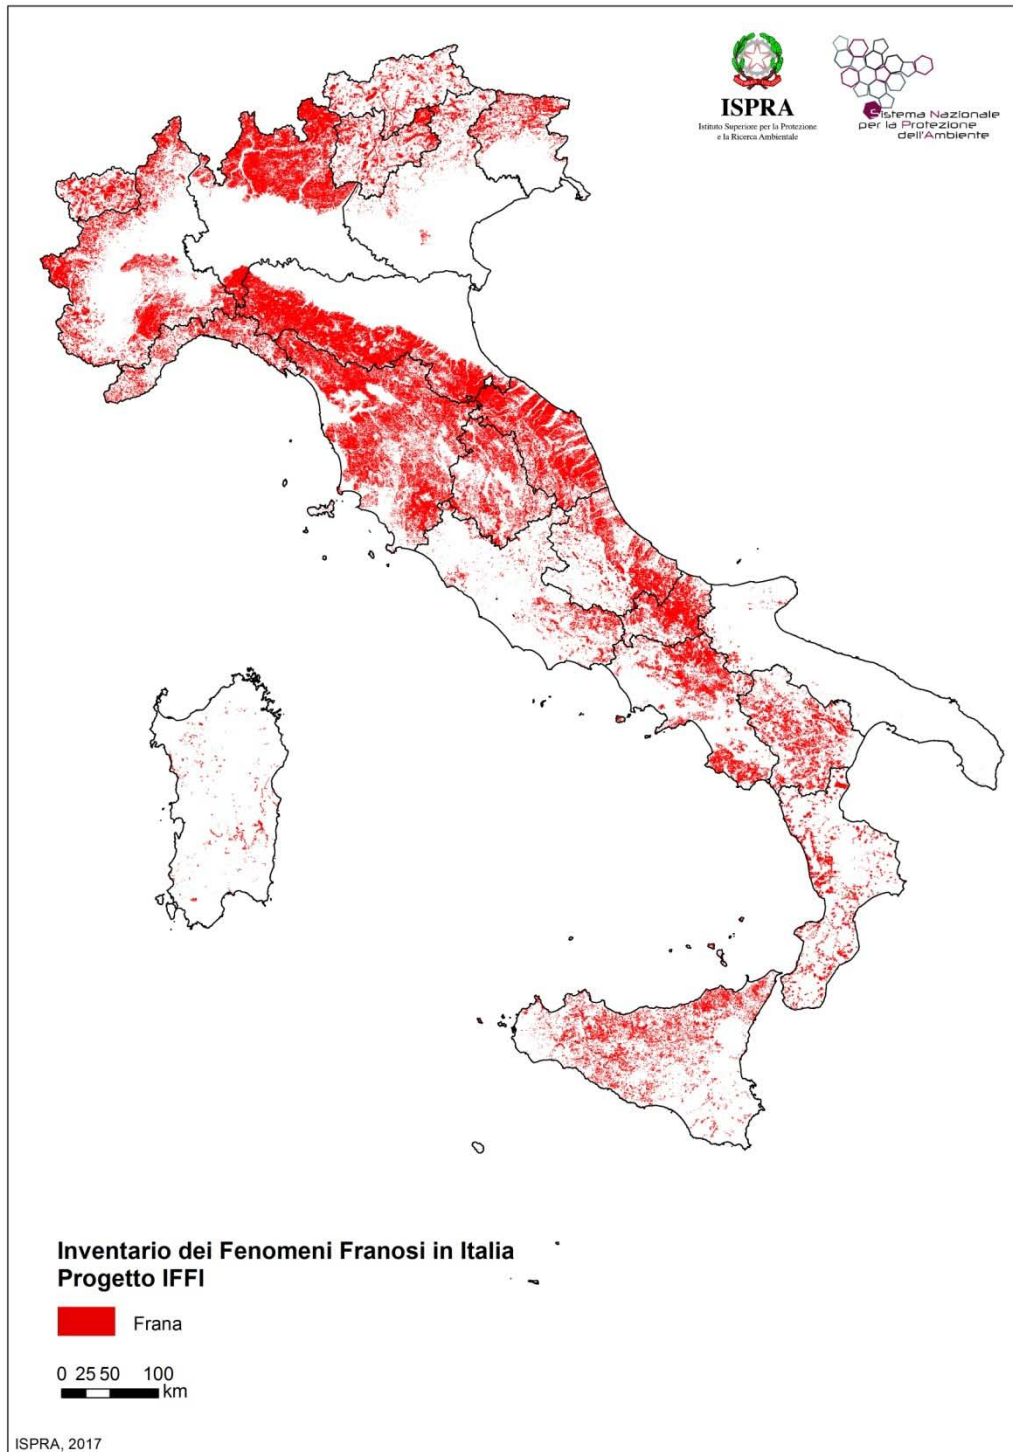 ISPRA
Istituto Superiore per la Protezione
e la Ricerca Ambientale
Sistema Nazionale
per la Protezione
dell'Ambiente
Inventario dei Fenomeni Franosi in Italia
Progetto IFFI
Frana
0 25 50 100
km
ISPRA, 2017